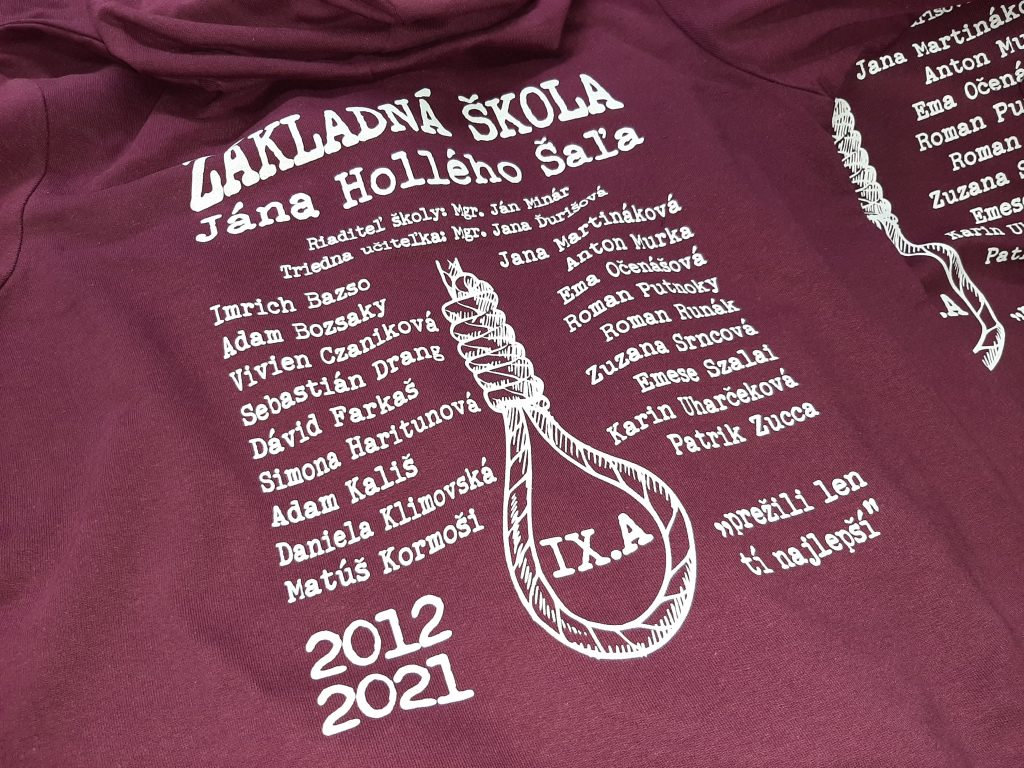 ZÁKLADNÁ ŠKOLA
Jána Hollého Šaľa
Riaditeľ školy: Mgr. Ján Minár
Triedna učiteľka: Mgr. Jana Ďurišová
Imrich Bazso
Adam Bozsaky
Vivien Czaniková
Sebastián Drang
Dávid Farkaš
Simona Haritunová
Adam Kališ
Daniela Klimovská
Matúš Kormoši
2012
2021
Jana Martináková
Anton Murka
Ema Očenášová
Roman Putnoky
Roman Runák
Zuzana Srncová
Emese Szalai
Karin Uharčeková
Patrik Zucca
IX.A
„prežili len
tí najlepší"
Jana Martináko
Anton Mu
Ema Očená
Roman Pu
Roman
Zuzana S
Emese
Karin Uh
Patr
.A